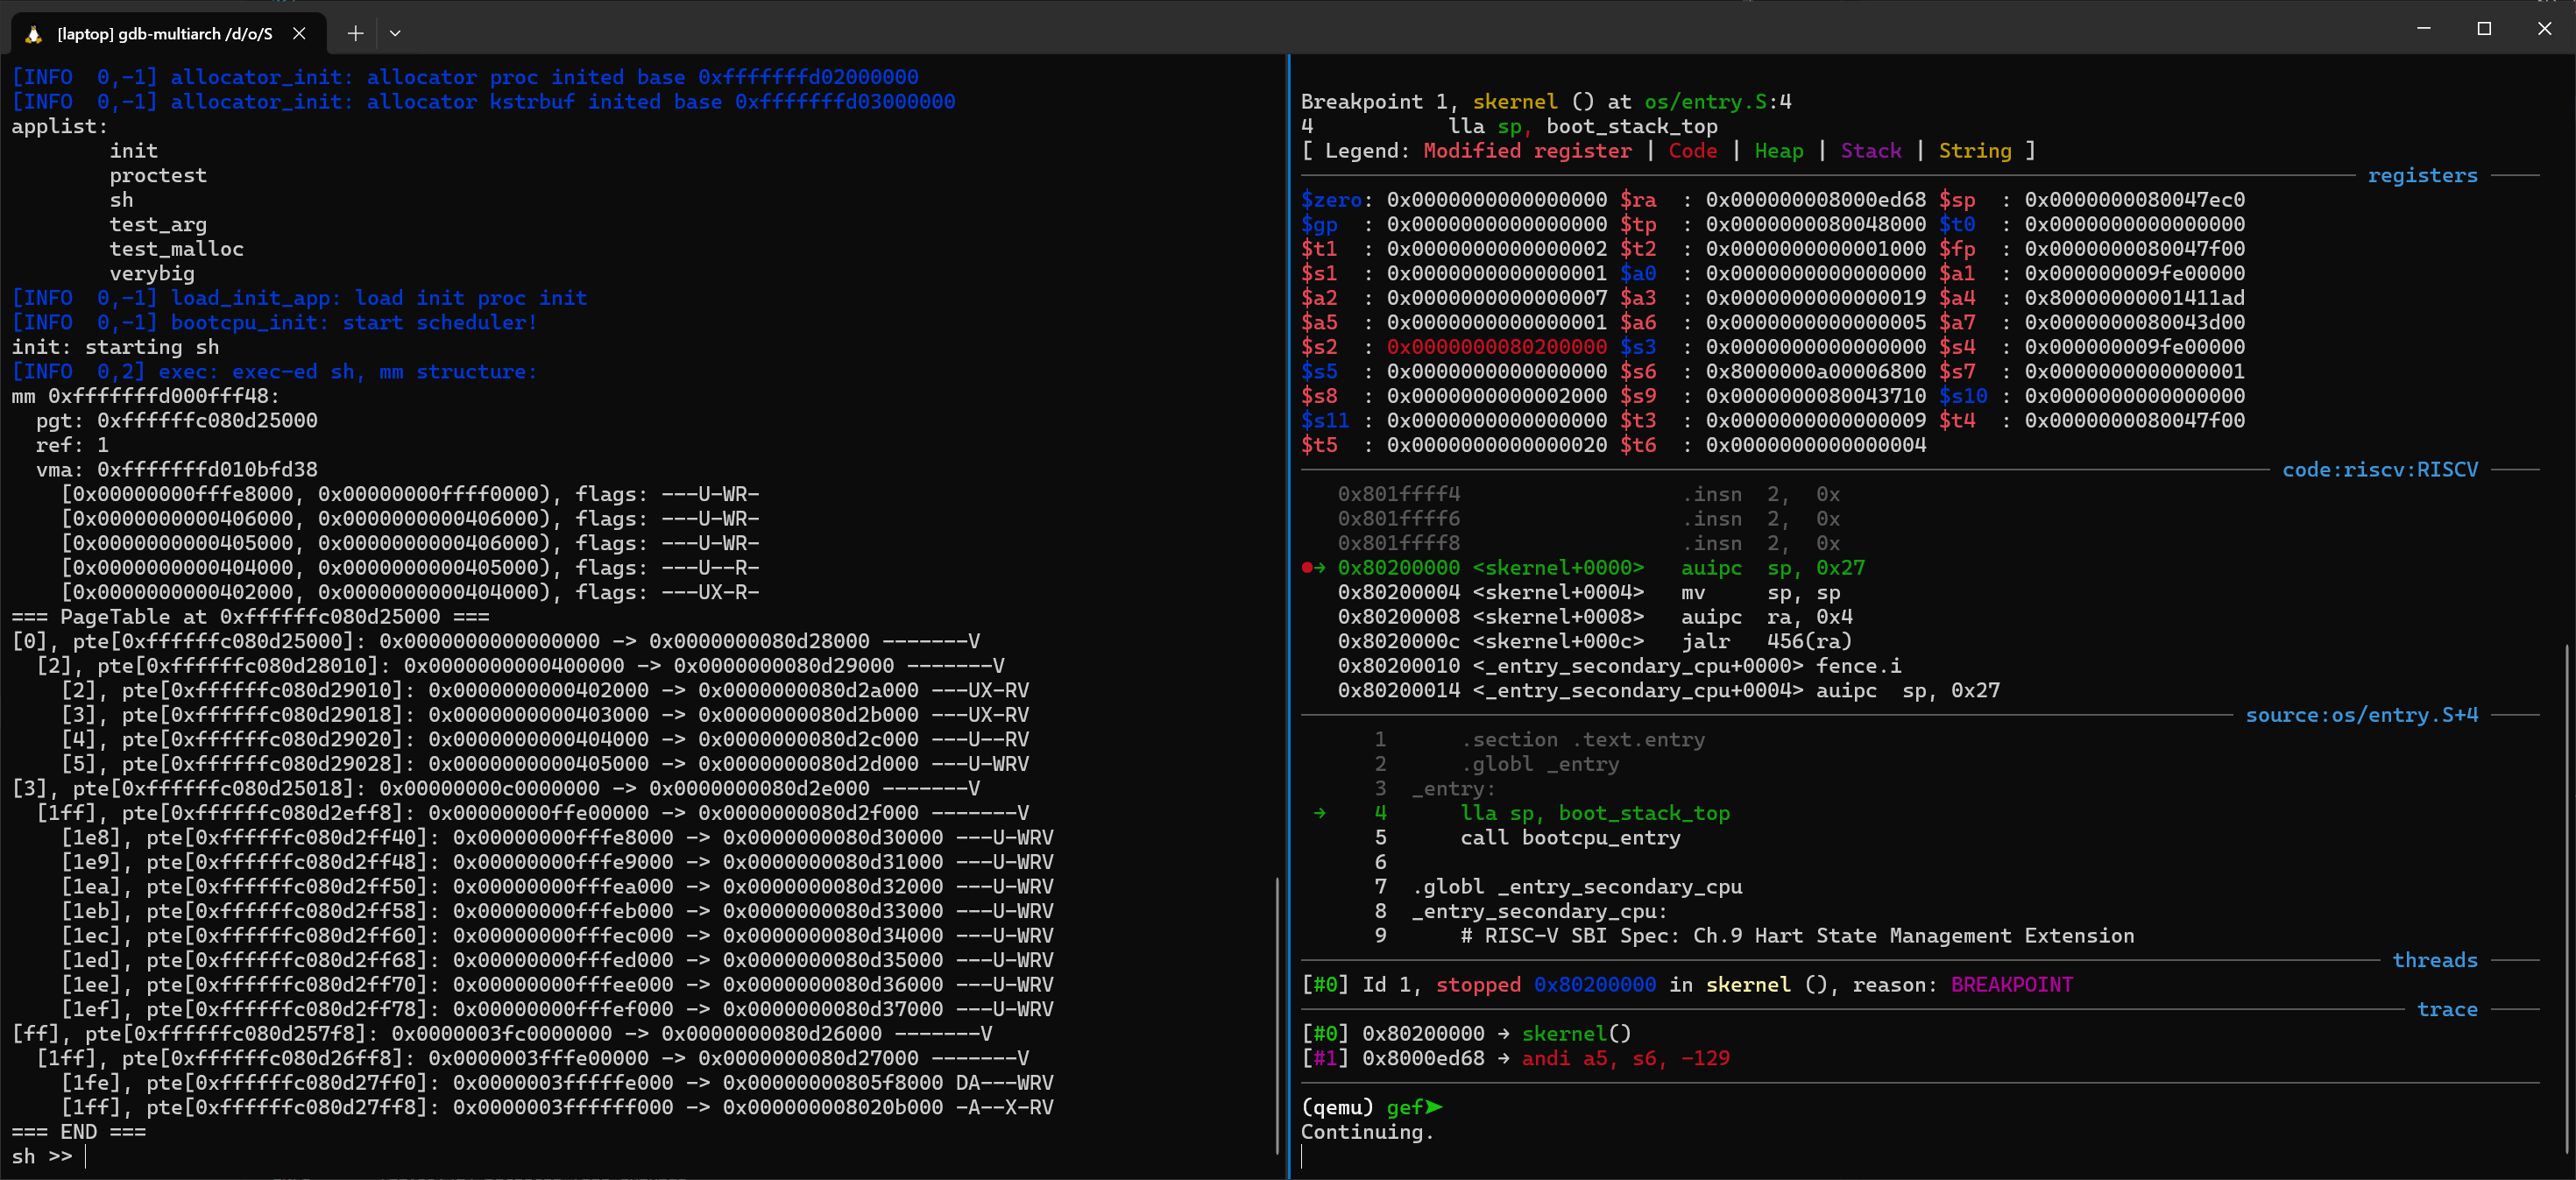 [laptop] gdb-multiarch /d/o/S
[INFO  0,-1] allocator_init: allocator proc inited base 0xfffffffd02000000
[INFO  0,-1] allocator_init: allocator kstrbuf inited base 0xfffffffd03000000
applist:
        init
        proctest
        sh
        test_arg
        test_malloc
        verybig
[INFO  0,-1] load_init_app: load init proc init
[INFO  0,-1] bootcpu_init: start scheduler!
init: starting sh
[INFO  0,2] exec: exec-ed sh, mm structure:
mm 0xfffffffd000fff48:
  pgt: 0xffffffc080d25000
  ref: 1
  vma: 0xfffffffd010bfd38
    [0x00000000fffe8000, 0x00000000ffff0000), flags: ---U-WR-
    [0x0000000000406000, 0x0000000000406000), flags: ---U-WR-
    [0x0000000000405000, 0x0000000000406000), flags: ---U-WR-
    [0x0000000000404000, 0x0000000000405000), flags: ---U--R-
    [0x0000000000402000, 0x0000000000404000), flags: ---UX-R-
=== PageTable at 0xffffffc080d25000 ===
[0], pte[0xffffffc080d25000]: 0x0000000000000000 -> 0x0000000080d28000 -------V
  [2], pte[0xffffffc080d28010]: 0x0000000000400000 -> 0x0000000080d29000 -------V
    [2], pte[0xffffffc080d29010]: 0x0000000000402000 -> 0x0000000080d2a000 ---UX-RV
    [3], pte[0xffffffc080d29018]: 0x0000000000403000 -> 0x0000000080d2b000 ---UX-RV
    [4], pte[0xffffffc080d29020]: 0x0000000000404000 -> 0x0000000080d2c000 ---U--RV
    [5], pte[0xffffffc080d29028]: 0x0000000000405000 -> 0x0000000080d2d000 ---U-WRV
[3], pte[0xffffffc080d25018]: 0x00000000c0000000 -> 0x0000000080d2e000 -------V
  [1ff], pte[0xffffffc080d2eff8]: 0x00000000ffe00000 -> 0x0000000080d2f000 -------V
    [1e8], pte[0xffffffc080d2ff40]: 0x00000000fffe8000 -> 0x0000000080d30000 ---U-WRV
    [1e9], pte[0xffffffc080d2ff48]: 0x00000000fffe9000 -> 0x0000000080d31000 ---U-WRV
    [1ea], pte[0xffffffc080d2ff50]: 0x00000000fffea000 -> 0x0000000080d32000 ---U-WRV
    [1eb], pte[0xffffffc080d2ff58]: 0x00000000fffeb000 -> 0x0000000080d33000 ---U-WRV
    [1ec], pte[0xffffffc080d2ff60]: 0x00000000fffec000 -> 0x0000000080d34000 ---U-WRV
    [1ed], pte[0xffffffc080d2ff68]: 0x00000000fffed000 -> 0x0000000080d35000 ---U-WRV
    [1ee], pte[0xffffffc080d2ff70]: 0x00000000fffee000 -> 0x0000000080d36000 ---U-WRV
    [1ef], pte[0xffffffc080d2ff78]: 0x00000000fffef000 -> 0x0000000080d37000 ---U-WRV
[ff], pte[0xffffffc080d257f8]: 0x0000003fc0000000 -> 0x0000000080d26000 -------V
  [1ff], pte[0xffffffc080d26ff8]: 0x0000003fffe00000 -> 0x0000000080d27000 -------V
    [1fe], pte[0xffffffc080d27ff0]: 0x0000003fffffe000 -> 0x00000000805f8000 DA---WRV
    [1ff], pte[0xffffffc080d27ff8]: 0x0000003ffffff000 -> 0x000000008020b000 -A--X-RV
=== END ===
sh >>
Breakpoint 1, skernel () at os/entry.S:4
4           lla sp, boot_stack_top
[ Legend: Modified register | Code | Heap | Stack | String ]
registers
$zero: 0x0000000000000000 $ra  : 0x000000008000ed68 $sp  : 0x0000000080047ec0
$gp  : 0x0000000000000000 $tp  : 0x0000000080048000 $t0  : 0x0000000000000000
$t1  : 0x0000000000000002 $t2  : 0x0000000000001000 $fp  : 0x0000000080047f00
$s1  : 0x0000000000000001 $a0  : 0x0000000000000000 $a1  : 0x000000009fe00000
$a2  : 0x0000000000000007 $a3  : 0x0000000000000019 $a4  : 0x80000000001411ad
$a5  : 0x0000000000000001 $a6  : 0x0000000000000005 $a7  : 0x0000000080043d00
$s2  : 0x0000000080200000 $s3  : 0x0000000000000000 $s4  : 0x000000009fe00000
$s5  : 0x0000000000000000 $s6  : 0x8000000a00006800 $s7  : 0x0000000000000001
$s8  : 0x0000000000002000 $s9  : 0x0000000080043710 $s10 : 0x0000000000000000
$s11 : 0x0000000000000000 $t3  : 0x0000000000000009 $t4  : 0x0000000080047f00
$t5  : 0x0000000000000020 $t6  : 0x0000000000000004
code:riscv:RISCV
0x801ffff4                  .insn  2,  0x
0x801ffff6                  .insn  2,  0x
0x801ffff8                  .insn  2,  0x
●→ 0x80200000 <skernel+0000>   auipc  sp, 0x27
0x80200004 <skernel+0004>   mv     sp, sp
0x80200008 <skernel+0008>   auipc  ra, 0x4
0x8020000c <skernel+000c>   jalr   456(ra)
0x80200010 <_entry_secondary_cpu+0000> fence.i
0x80200014 <_entry_secondary_cpu+0004> auipc  sp, 0x27
source:os/entry.S+4
1      .section .text.entry
2      .globl _entry
3  _entry:
→    4      lla sp, boot_stack_top
5      call bootcpu_entry
6
7  .globl _entry_secondary_cpu
8  _entry_secondary_cpu:
9      # RISC-V SBI Spec: Ch.9 Hart State Management Extension
threads
[#0] Id 1, stopped 0x80200000 in skernel (), reason: BREAKPOINT
trace
[#0] 0x80200000 → skernel()
[#1] 0x8000ed68 → andi a5, s6, -129
(qemu) gef➤
Continuing.